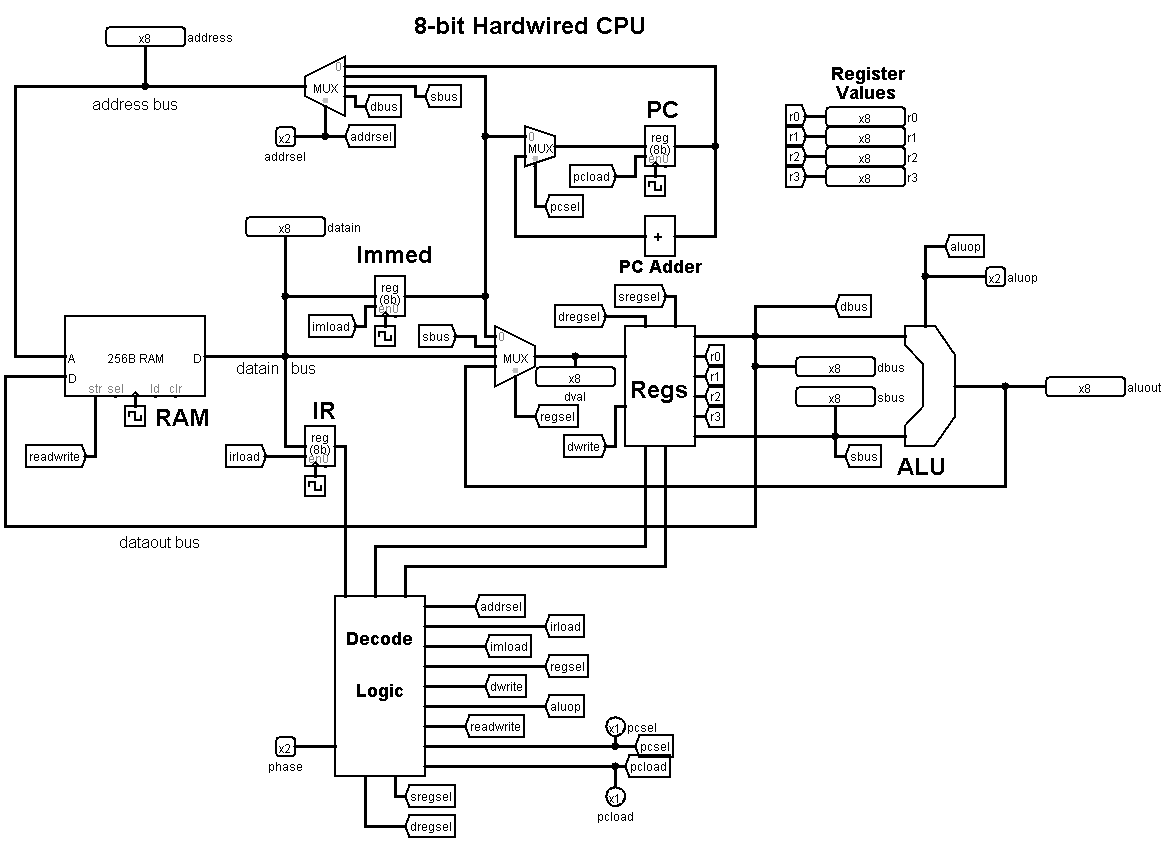 8-bit Hardwired CPU
x8 address
address bus
0
MUX
sbus
dbus
x2 addrsel
addrsel
PC
0
MUX
reg
(8b)
en0
pcload
pcsel
+
PC Adder
Register
Values
r0 x8 r0
r1 x8 r1
r2 x8 r2
r3 x8 r3
x8 datain
Immed
reg
(8b)
en0
imload
256B RAM
A
D
D
str sel ld clr
RAM
readwrite
datain bus
IR
reg
(8b)
en0
irload
dataout bus
sbus
0
MUX
regsel
x8
dval
dregsel
sregsel
dwrite
Regs
r0
r1
r2
r3
dbus
x8 dbus
x8 sbus
sbus
aluop
x2 aluop
ALU
x8 aluout
Decode
Logic
x2
phase
addrsel
irload
imload
regsel
dwrite
aluop
readwrite
x1 pcsel
pcsel
pcload
x1
pcload
sregsel
dregsel